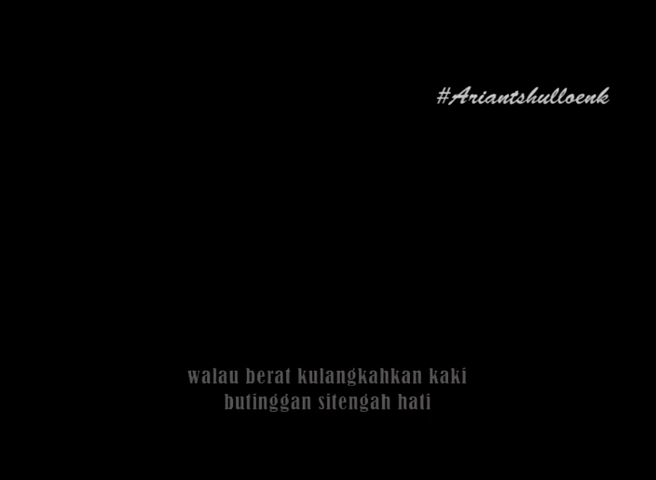 #Ariantshulloenk
walau berat kulangkahkan kaki
butinggan sitengah hati